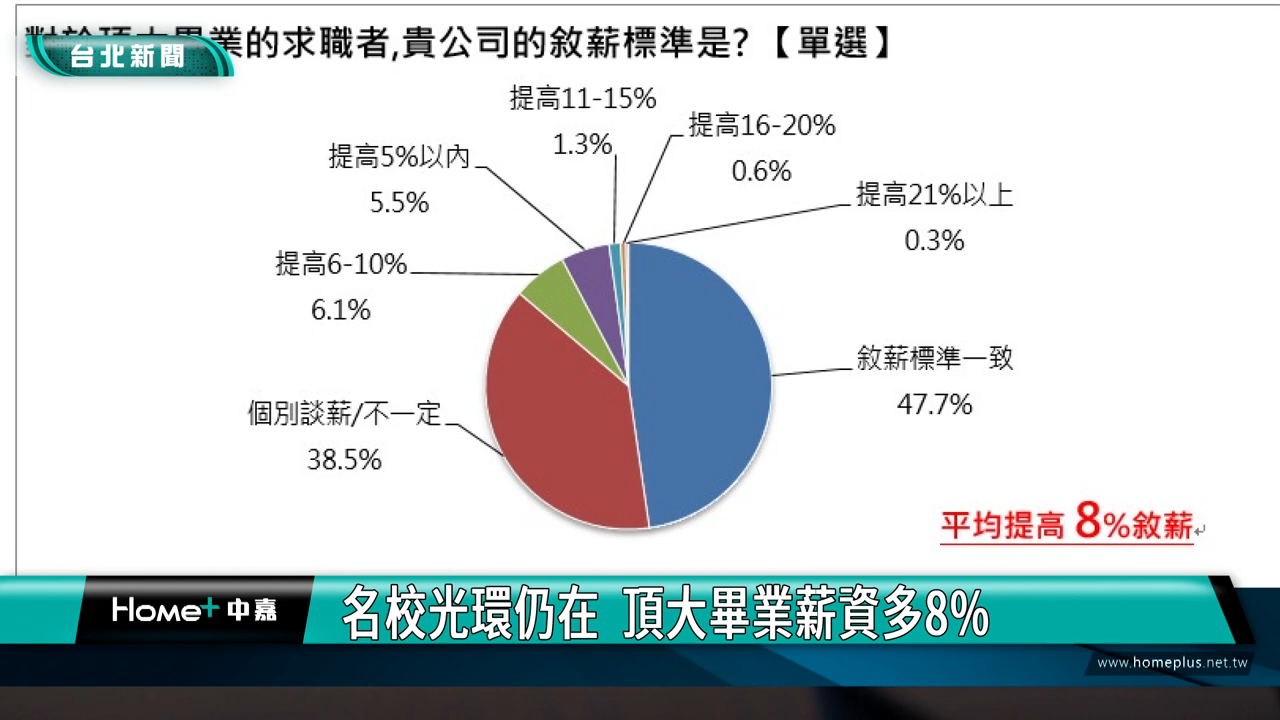 台北新聞
業的求職者,貴公司的敘薪標準是?【單選】
提高11-15%
1.3%
提高16-20%
0.6%
提高5%以內
5.5%
提高21%以上
0.3%
提高6-10%
6.1%
敘薪標準一致
47.7%
個別談薪/不一定
38.5%
平均提高 8%敘薪
Home+ 中嘉
名校光環仍在 頂大畢業薪資多8%
www.homeplus.net.tw